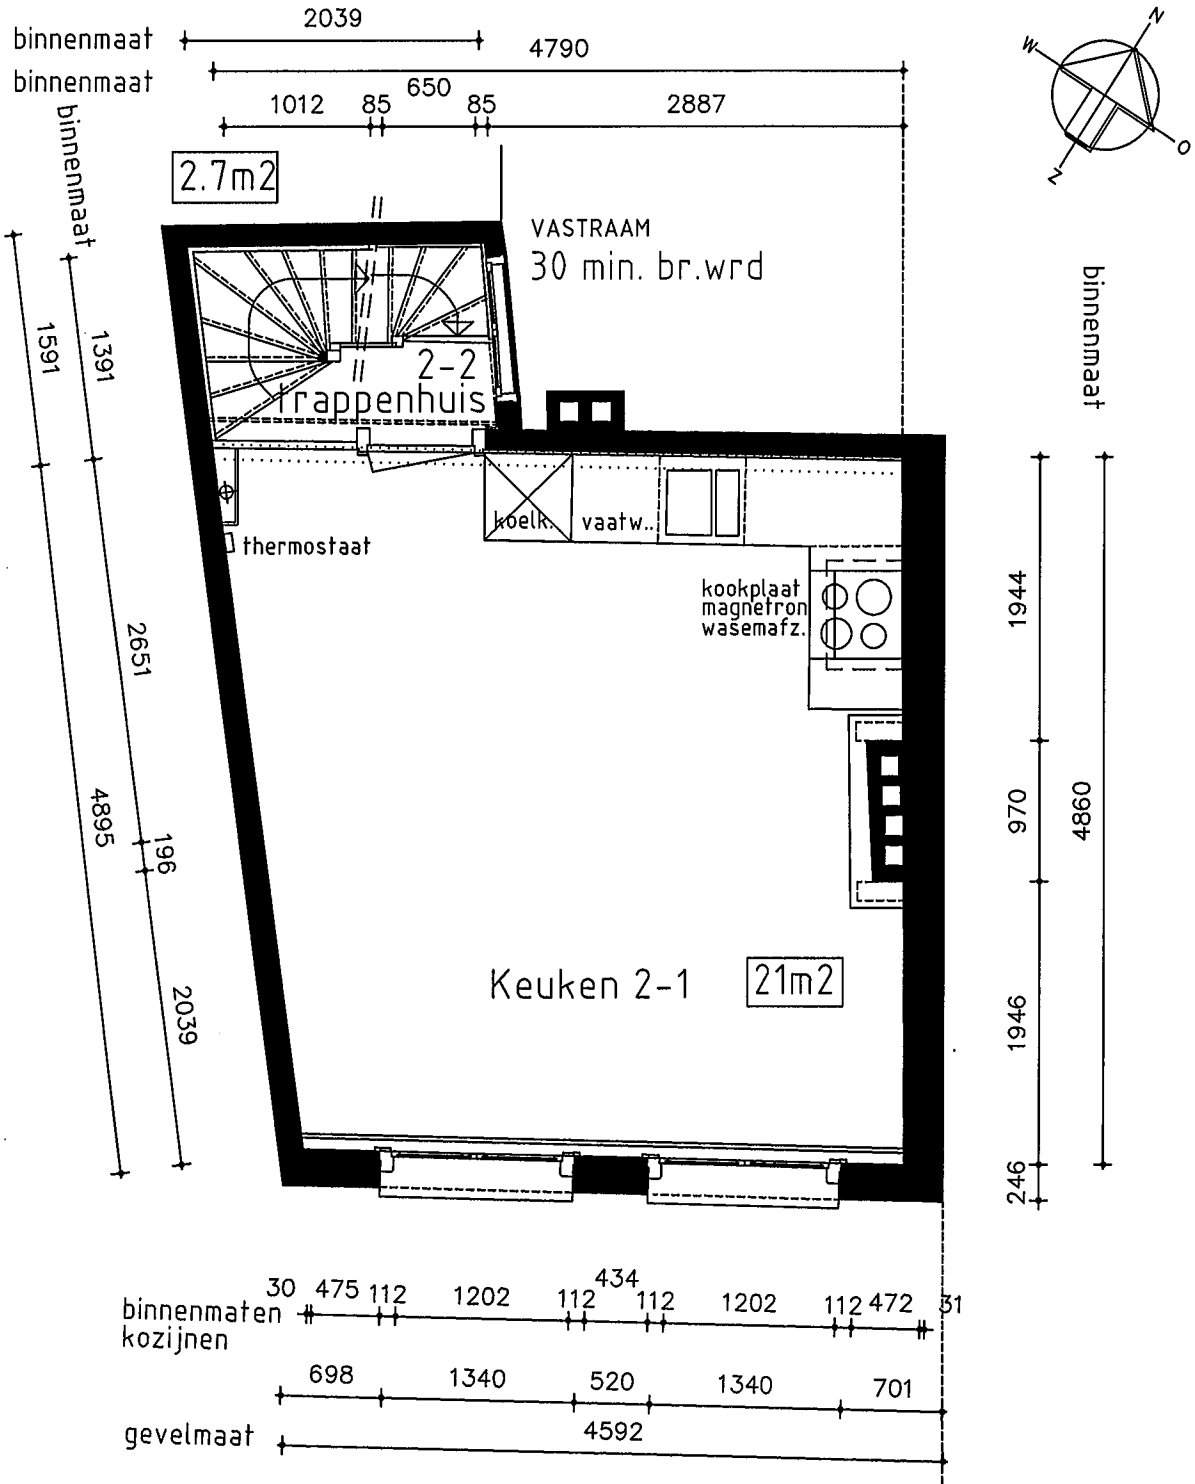 2039
binnenmaat
4790
binnenmaat
650
1012 85 85 2887
binnenmaat
2.7m2
N
W
O
Z
VASTRAAM
30 min. br.wrd
binnenmaat
1591
1391
2-2
trappenhuis
koelk.
vaatw..
thermostaat
kookplaat
magnetron
wasemafz.
1944
2651
970
4860
4895
196
Keuken 2-1
21m2
2039
1946
246
434
30 475 112 1202 112 112 1202 112 472 31
binnenmaten
kozijnen
698 1340 520 1340 701
gevelmaat
4592